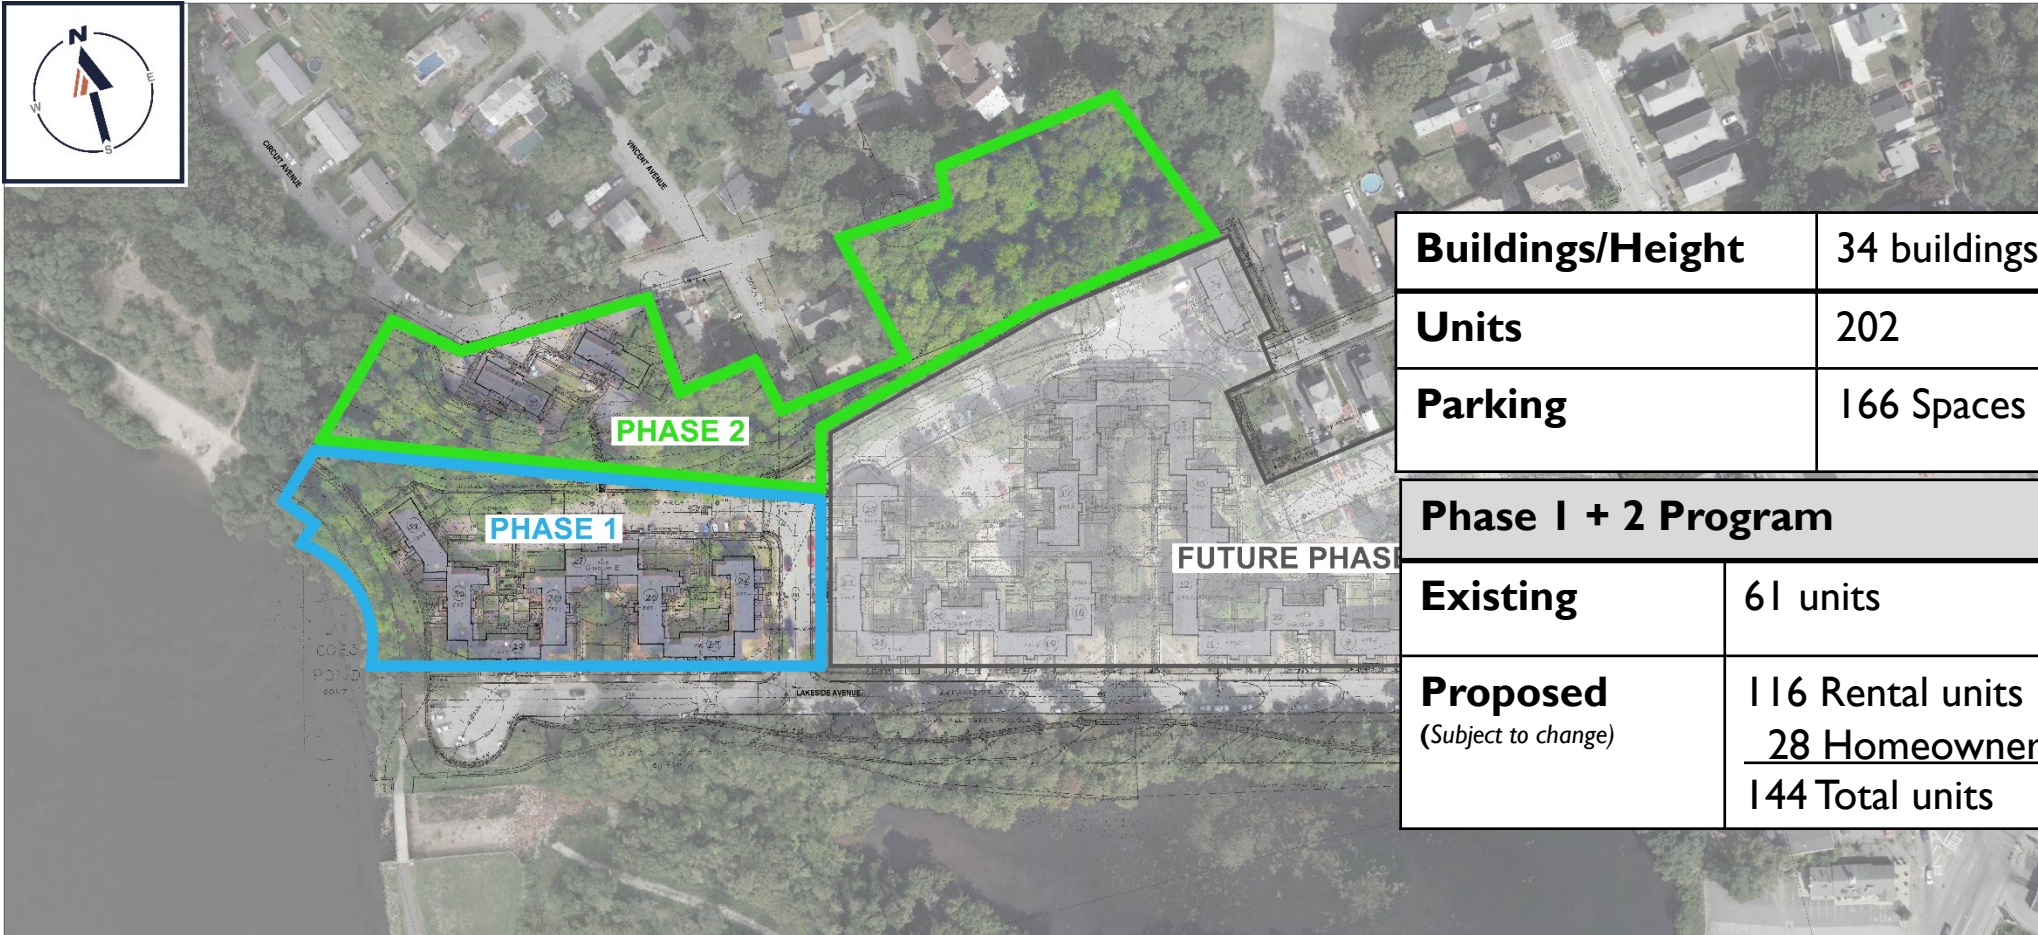 N
E
W
S
CIRCUIT AVENUE
VINCENT AVENUE
Buildings/Height 34 buildings
Units 202
Parking 166 Spaces
PHASE 2
PHASE 1
FUTURE PHASE
Phase 1 + 2 Program
Existing 61 units
Proposed 116 Rental units
(Subject to change) 28 Homeowner
144 Total units
COES
POND
LAKESIDE AVENUE